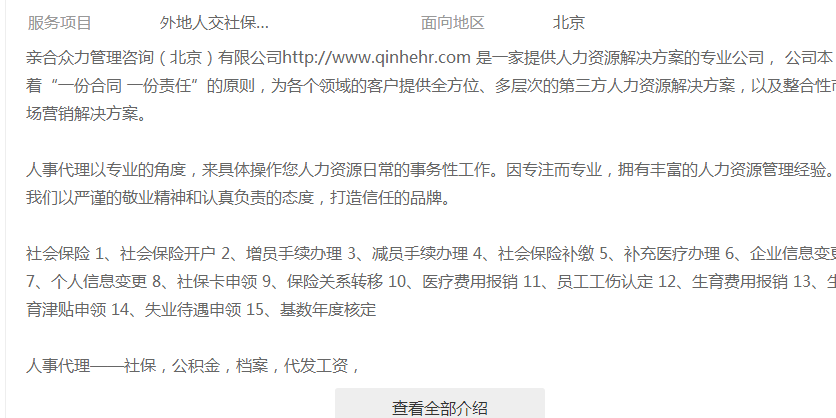 服务项目 外地人交社保... 面向地区 北京
亲合众力管理咨询（北京）有限公司http://www.qinhehr.com 是一家提供人力资源解决方案的专业公司， 公司本
着“一份合同 一份责任”的原则，为各个领域的客户提供全方位、多层次的第三方人力资源解决方案，以及整合性市
场营销解决方案。
人事代理以专业的角度，来具体操作您人力资源日常的事务性工作。因专注而专业，拥有丰富的人力资源管理经验。
我们以严谨的敬业精神和认真负责的态度，打造信任的品牌。
社会保险 1、社会保险开户 2、增员手续办理 3、减员手续办理 4、社会保险补缴 5、补充医疗办理 6、企业信息变更
7、个人信息变更 8、社保卡申领 9、保险关系转移 10、医疗费用报销 11、员工工伤认定 12、生育费用报销 13、生
育津贴申领 14、失业待遇申领 15、基数年度核定
人事代理——社保，公积金，档案，代发工资，
查看全部介绍